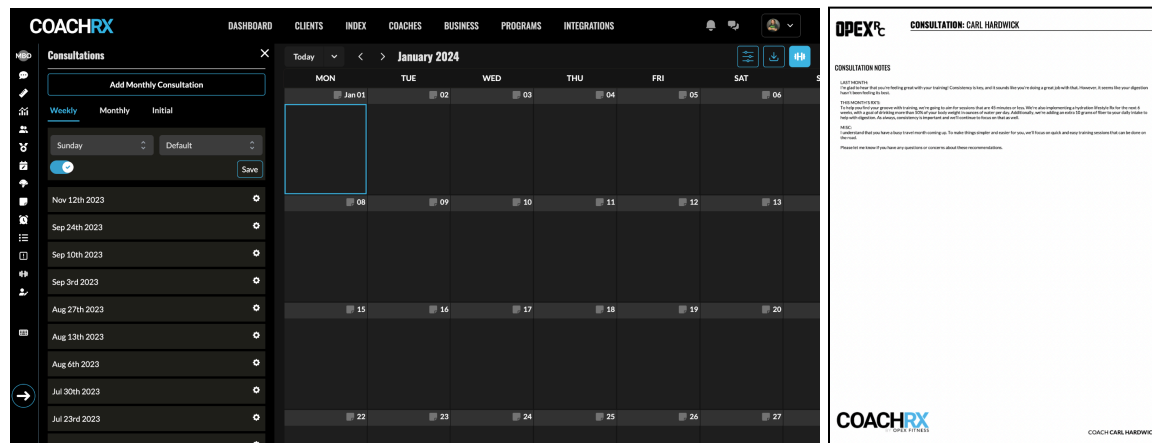 COACHRX
DASHBOARD CLIENTS INDEX COACHES BUSINESS PROGRAMS INTEGRATIONS
MBD
Consultations
Add Monthly Consultation
Weekly Monthly Initial
Sunday Default
Save
Nov 12th 2023
Sep 24th 2023
Sep 10th 2023
Sep 3rd 2023
Aug 27th 2023
Aug 13th 2023
Aug 6th 2023
Jul 30th 2023
Jul 23rd 2023
Today January 2024
MON TUE WED THU FRI SAT S
Jan 01 02 03 04 05 06
08 09 10 11 12 13
15 16 17 18 19 20
22 23 24 25 26 27
OPEX RC
CONSULTATION: CARL HARDWICK
CONSULTATION NOTES
LAST MONTH:
I'm glad to hear that you're feeling great with your training! Consistency is key, and it sounds like you're doing a great job with that. However, it seems like your digestion
hasn't been feeling its best.
THIS MONTH'S RX'S:
To help you find your groove with training, we're going to aim for sessions that are 45 minutes or less. We're also implementing a hydration lifestyle Rx for the next 6
weeks, with a goal of drinking more than 50% of your body weight in ounces of water per day. Additionally, we're adding an extra 10 grams of fiber to your daily intake to
help with digestion. As always, consistency is important and we'll continue to focus on that as well.
MISC:
I understand that you have a busy travel month coming up. To make things simpler and easier for you, we'll focus on quick and easy training sessions that can be done on
the road.
Please let me know if you have any questions or concerns about these recommendations.
COACHRX
OPEX FITNESS
COACH CARL HARDWIC